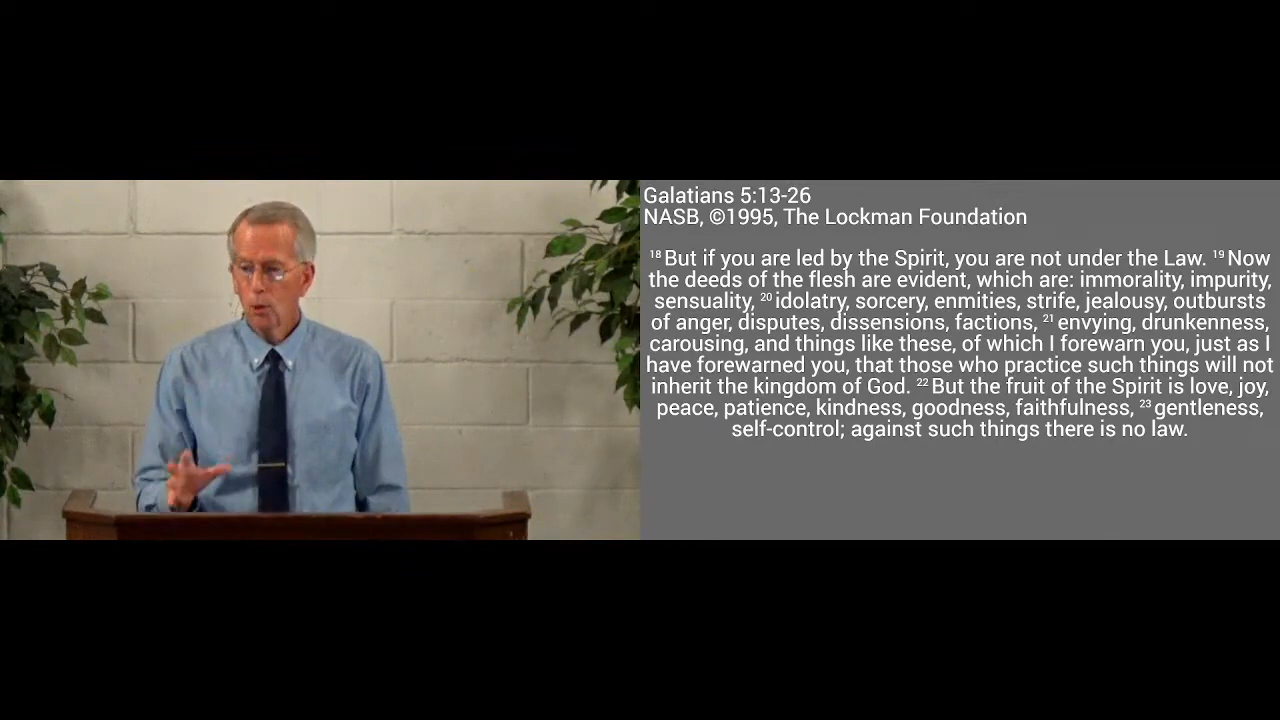 Galatians 5:13-26
NASB, ©1995, The Lockman Foundation
18 But if you are led by the Spirit, you are not under the Law. 19 Now
the deeds of the flesh are evident, which are: immorality, impurity,
sensuality, 20 idolatry, sorcery, enmities, strife, jealousy, outbursts
of anger, disputes, dissensions, factions, 21 envying, drunkenness,
carousing, and things like these, of which I forewarn you, just as I
have forewarned you, that those who practice such things will not
inherit the kingdom of God. 22 But the fruit of the Spirit is love, joy,
peace, patience, kindness, goodness, faithfulness, 23 gentleness,
self-control; against such things there is no law.